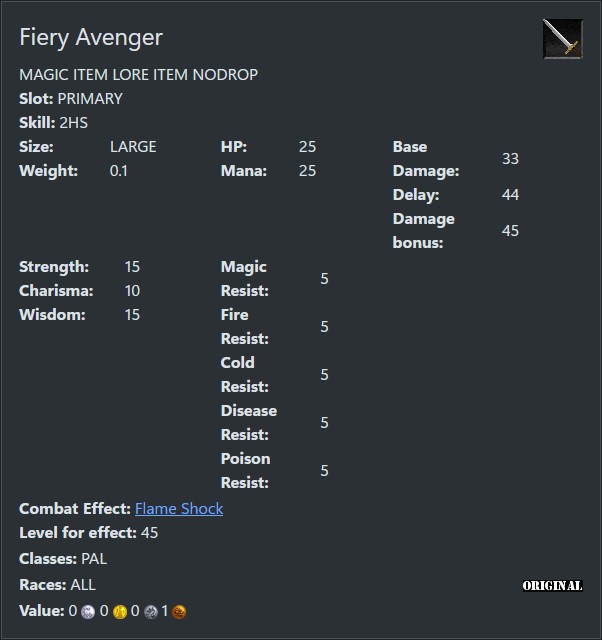 Fiery Avenger
MAGIC ITEM LORE ITEM NODROP
Slot: PRIMARY
Skill: 2HS
Size: LARGE
Weight: 0.1
HP: 25
Mana: 25
Base Damage: 33
Delay: 44
Damage bonus: 45
Strength: 15
Charisma: 10
Wisdom: 15
Magic Resist: 5
Fire Resist: 5
Cold Resist: 5
Disease Resist: 5
Poison Resist: 5
Combat Effect: Flame Shock
Level for effect: 45
Classes: PAL
Races: ALL
ORIGINAL
Value: 0 0 0 1